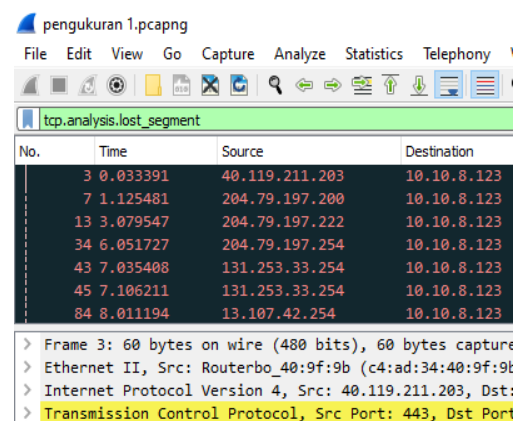 pengukuran 1.pcapng
File Edit View Go Capture Analyze Statistics Telephony
tcp.analysis.lost_segment
No. Time Source Destination
3 0.033391 40.119.211.203 10.10.8.123
7 1.125481 204.79.197.200 10.10.8.123
13 3.079547 204.79.197.222 10.10.8.123
34 6.051727 204.79.197.254 10.10.8.123
43 7.035408 131.253.33.254 10.10.8.123
45 7.106211 131.253.33.254 10.10.8.123
84 8.011194 13.107.42.254 10.10.8.123
> Frame 3: 60 bytes on wire (480 bits), 60 bytes capture
> Ethernet II, Src: Routerbo_40:9f:9b (c4:ad:34:40:9f:9b
> Internet Protocol Version 4, Src: 40.119.211.203, Dst:
> Transmission Control Protocol, Src Port: 443, Dst Port